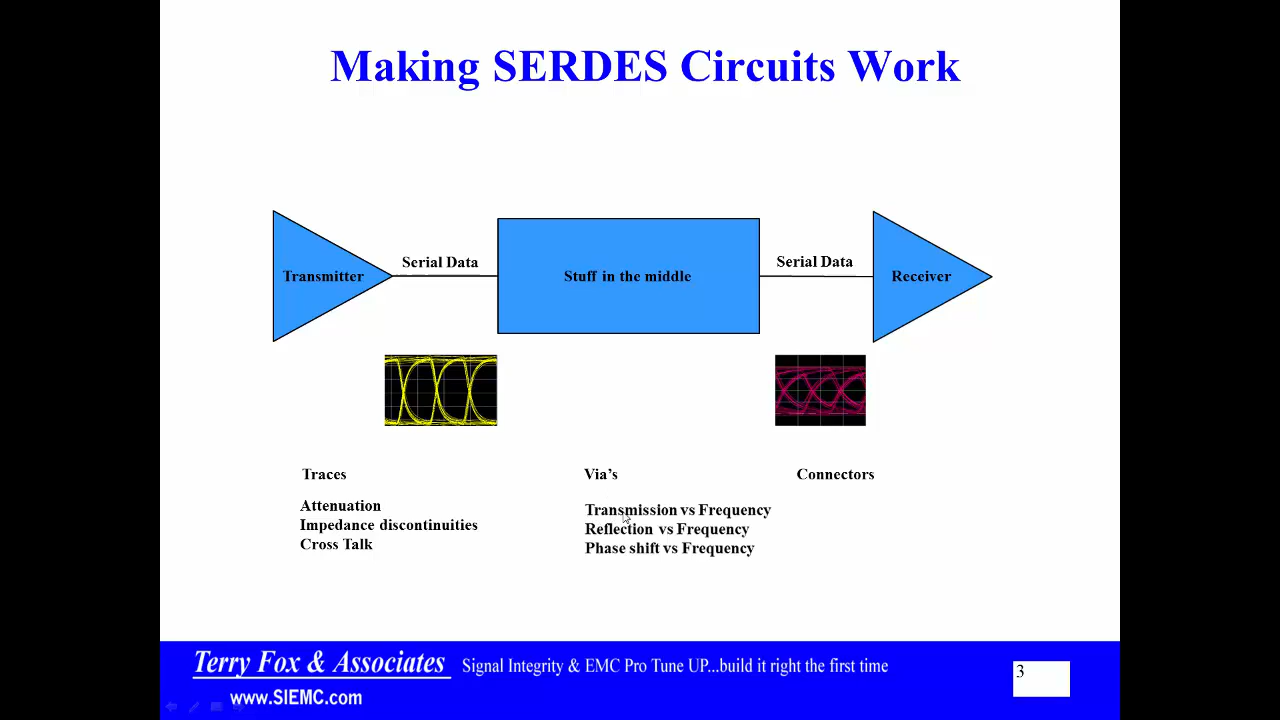 Making SERDES Circuits Work
Transmitter
Serial Data
Stuff in the middle
Serial Data
Receiver
Traces
Attenuation
Impedance discontinuities
Cross Talk
Via's
Transmission vs Frequency
Reflection vs Frequency
Phase shift vs Frequency
Connectors
Terry Fox & Associates
Signal Integrity & EMC Pro Tune UP...build it right the first time
www.SIEMC.com
3